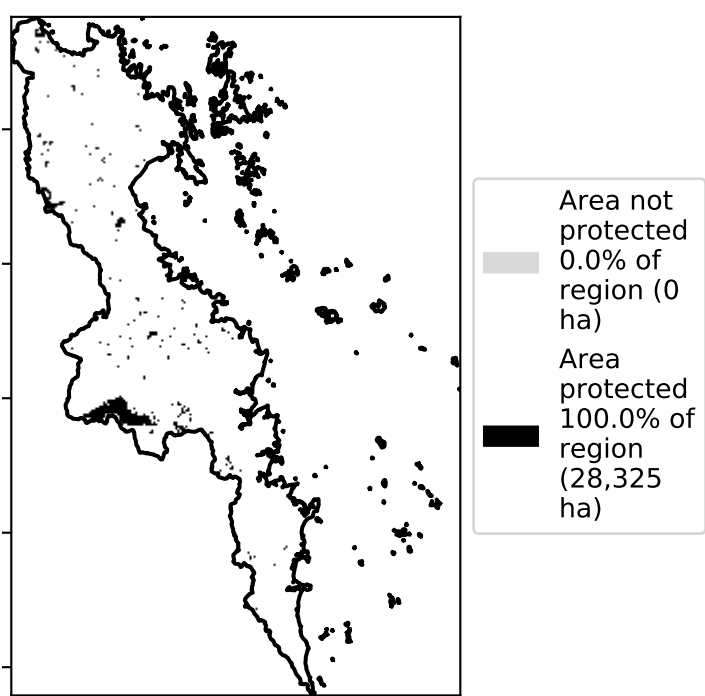 Area not
protected
0.0% of
region (0
ha)
Area
protected
100.0% of
region
(28,325
ha)